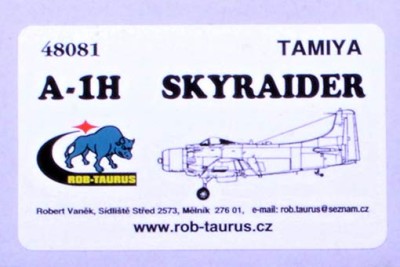 48081 TAMIYA
A-1H SKYRAIDER
ROB-TAURUS
Robert Vaněk, Sídliště Střed 2573, Mělník 276 01, e-mail: rob.taurus@seznam.cz
www.rob-taurus.cz